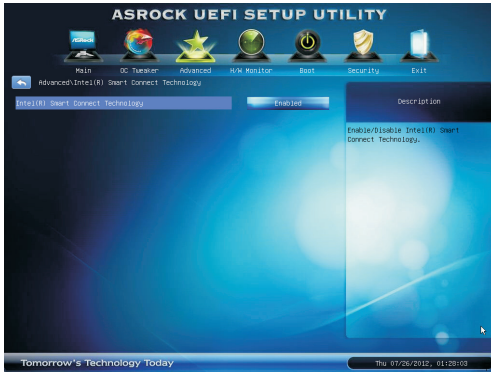 ASROCK UEFI SETUP UTILITY
ASRock
Main
OC Tweaker
Advanced
H/W Monitor
Boot
Security
Exit
Advanced\Intel(R) Smart Connect Technology
Intel(R) Smart Connect Technology
Enabled
Description
Enable/Disable Intel(R) Smart
Connect Technology.
Tomorrow's Technology Today
Thu 07/26/2012, 01:28:03